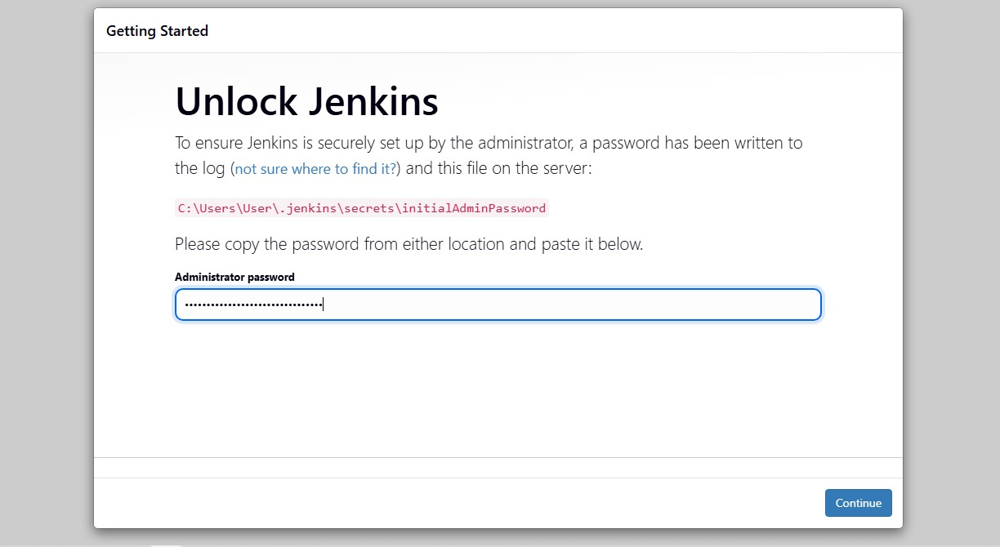 Getting Started
Unlock Jenkins
To ensure Jenkins is securely set up by the administrator, a password has been written to
the log (not sure where to find it?) and this file on the server:
C:\Users\User\.jenkins\secrets\initialAdminPassword
Please copy the password from either location and paste it below.
Administrator password
••••••••••••••••••••••••••••••••
Continue